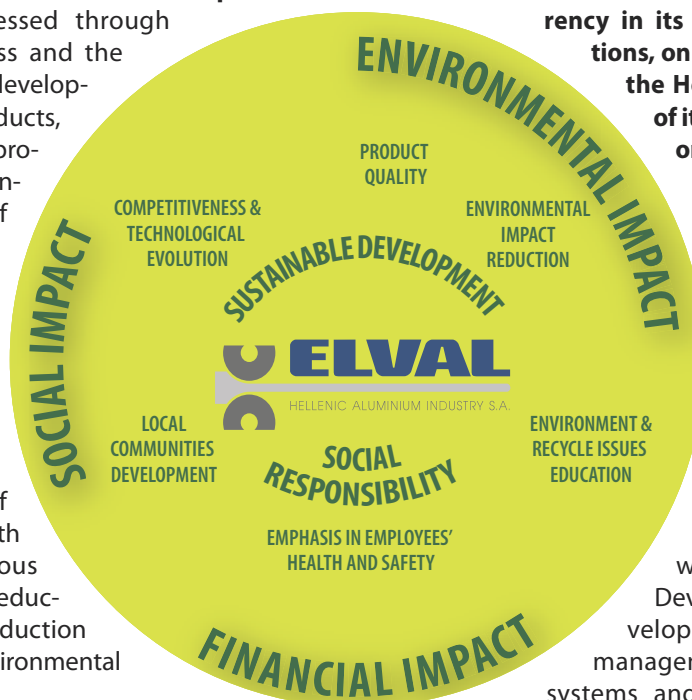 essed through
ss and the
develop-
ducts,
pro-
n-
f
rency in its
tions, on
the He
of it
o
ENVIRONMENTAL IMPACT
PRODUCT
QUALITY
COMPETITIVENESS &
TECHNOLOGICAL
EVOLUTION
ENVIRONMENTAL
IMPACT
REDUCTION
SUSTAINABLE DEVELOPMENT
SOCIAL IMPACT
ELVAL
HELLENIC ALUMINIUM INDUSTRY S.A.
LOCAL
COMMUNITIES
DEVELOPMENT
SOCIAL
RESPONSIBILITY
ENVIRONMENT &
RECYCLE ISSUES
EDUCATION
EMPHASIS IN EMPLOYEES'
HEALTH AND SAFETY
FINANCIAL IMPACT
f
th
ous
educ-
duction
vironmental
w
Dev
velop
manager
systems and